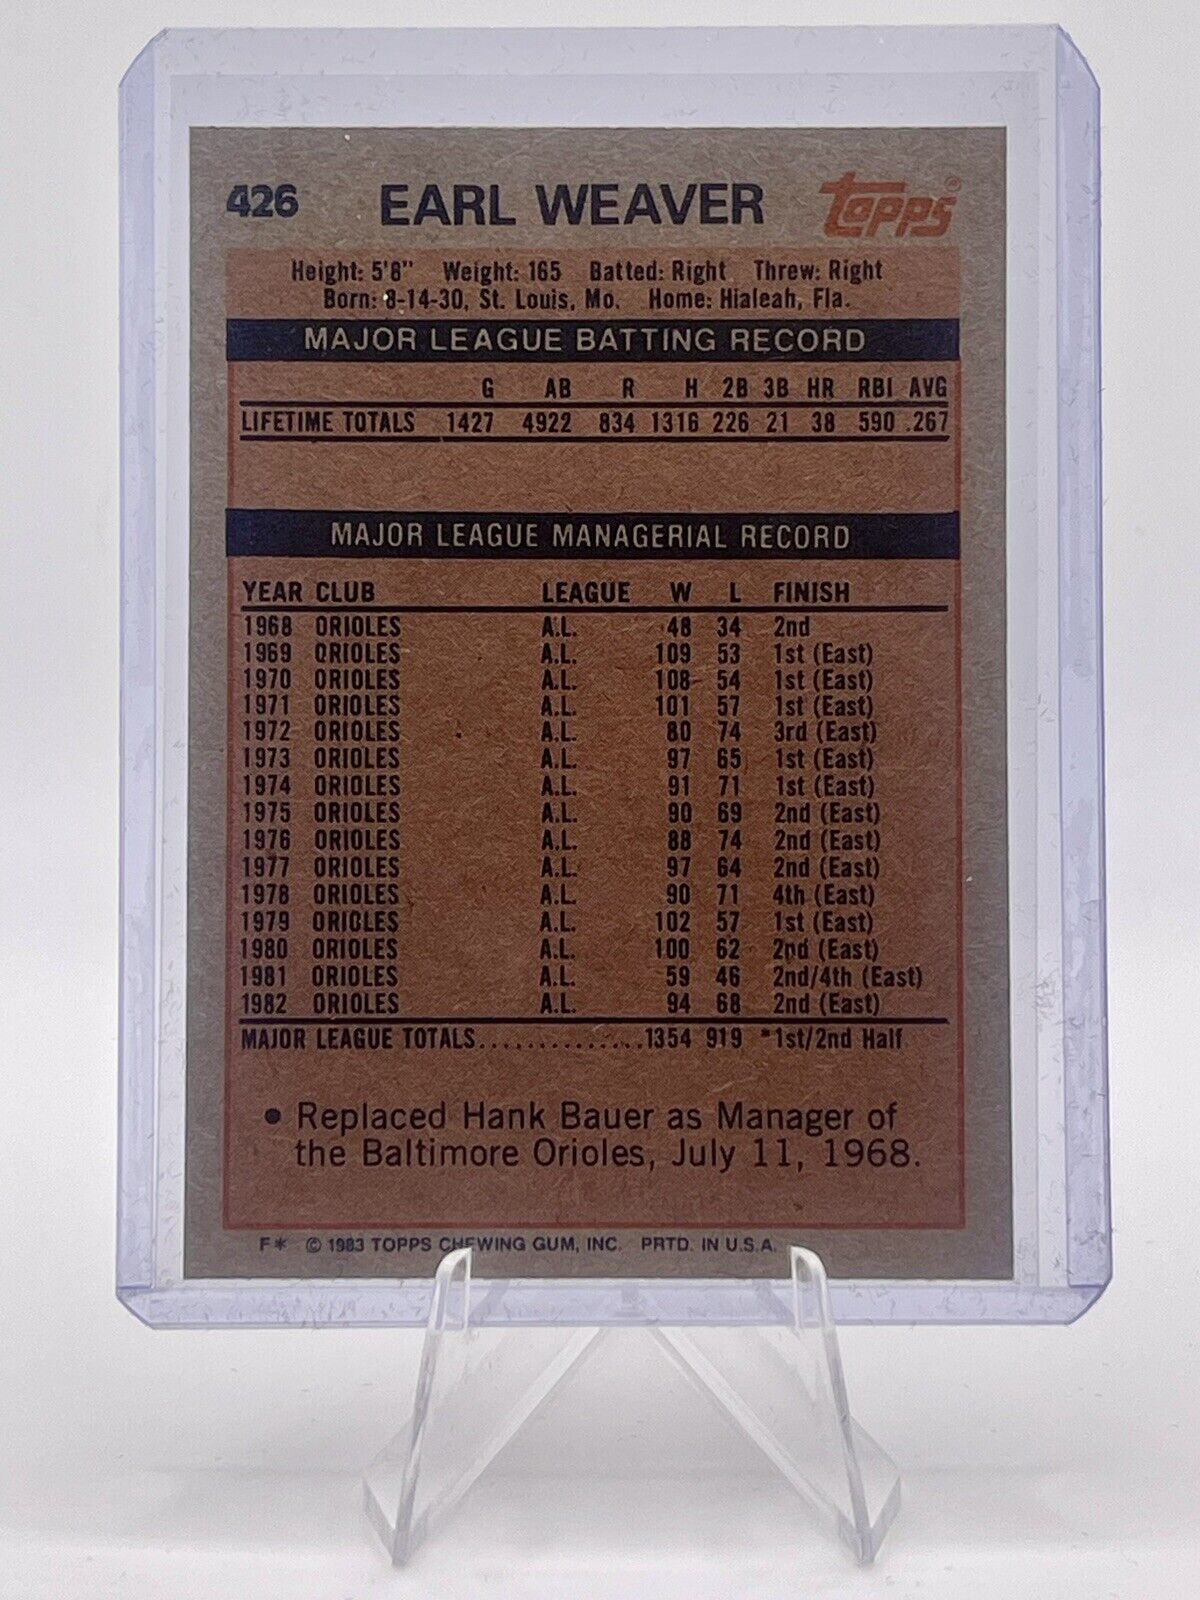 426 EARL WEAVER Topps®
Height: 5'8" Weight: 165 Batted: Right Threw: Right
Born: 8-14-30, St. Louis, Mo. Home: Hialeah, Fla.
MAJOR LEAGUE BATTING RECORD
G AB R H 2B 3B HR RBI AVG
LIFETIME TOTALS 1427 4922 834 1316 226 21 38 590 .267
MAJOR LEAGUE MANAGERIAL RECORD
YEAR CLUB LEAGUE W L FINISH
1968 ORIOLES A.L. 48 34 2nd
1969 ORIOLES A.L. 109 53 1st (East)
1970 ORIOLES A.L. 108 54 1st (East)
1971 ORIOLES A.L. 101 57 1st (East)
1972 ORIOLES A.L. 80 74 3rd (East)
1973 ORIOLES A.L. 97 65 1st (East)
1974 ORIOLES A.L. 91 71 1st (East)
1975 ORIOLES A.L. 90 69 2nd (East)
1976 ORIOLES A.L. 88 74 2nd (East)
1977 ORIOLES A.L. 97 64 2nd (East)
1978 ORIOLES A.L. 90 71 4th (East)
1979 ORIOLES A.L. 102 57 1st (East)
1980 ORIOLES A.L. 100 62 2nd (East)
1981 ORIOLES A.L. 59 46 2nd/4th (East)
1982 ORIOLES A.L. 94 68 2nd (East)
MAJOR LEAGUE TOTALS..............1354 919 *1st/2nd Half
• Replaced Hank Bauer as Manager of
the Baltimore Orioles, July 11, 1968.
F* © 1983 TOPPS CHEWING GUM, INC. PRTD. IN U.S.A.